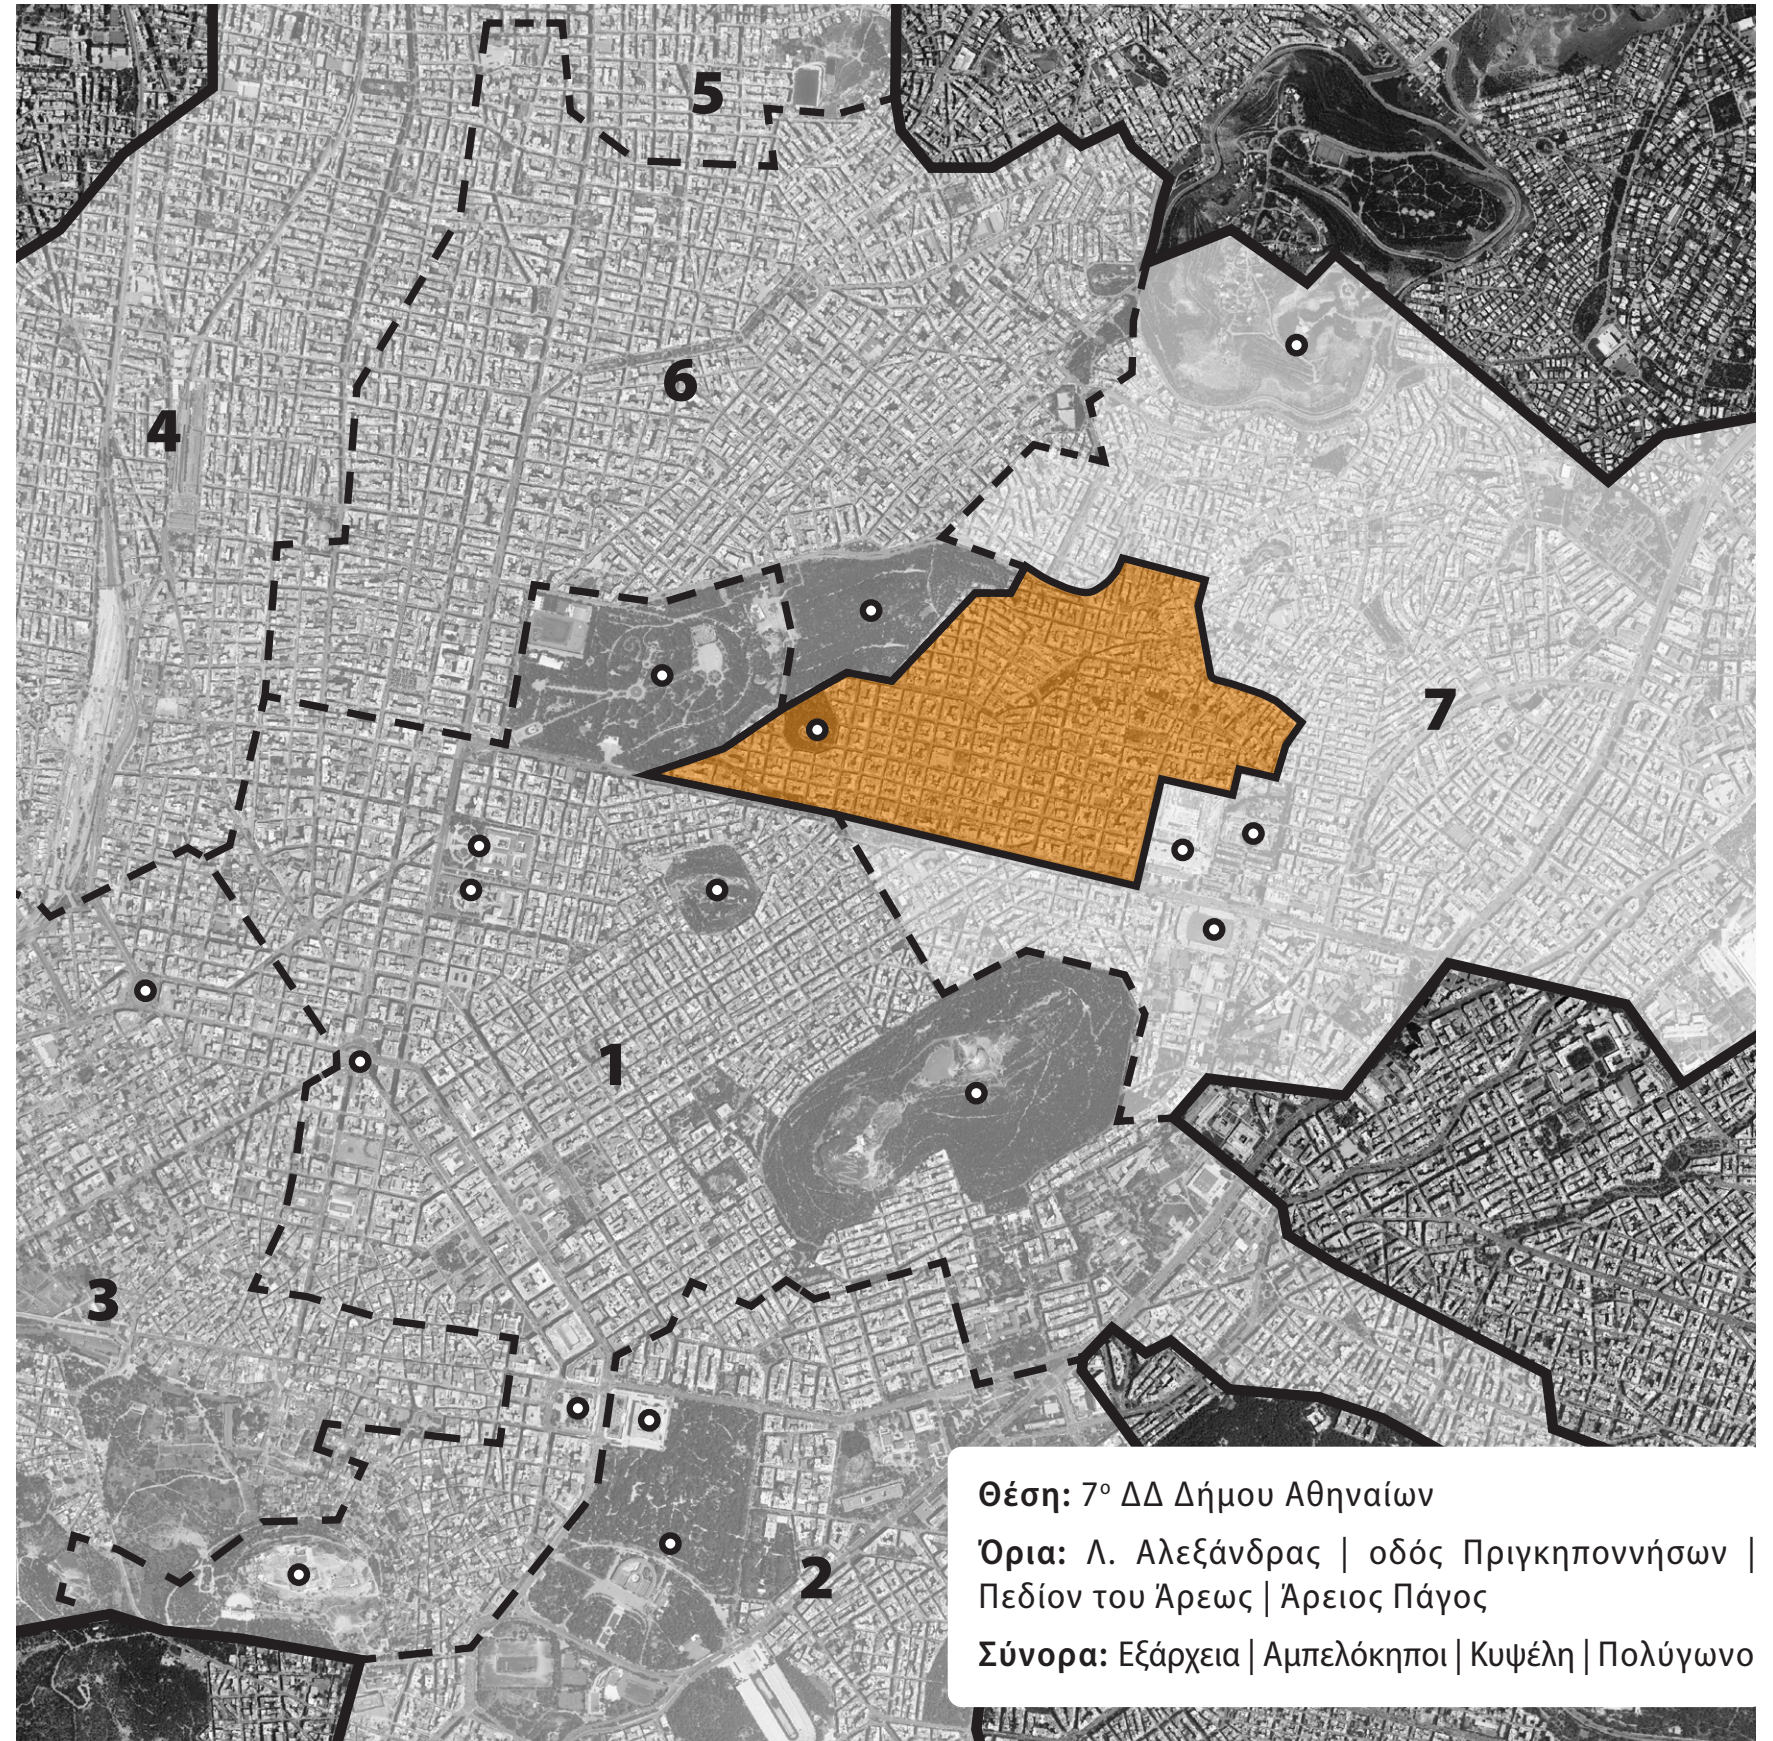 5
6
4
7
1
3
2
Θέση: 7ο ΔΔ Δήμου Αθηναίων
Όρια: Λ. Αλεξάνδρας | οδός Πριγκηποννήσων |
Πεδίον του Άρεως | Άρειος Πάγος
Σύνορα: Εξάρχεια | Αμπελόκηποι | Κυψέλη | Πολύγωνο